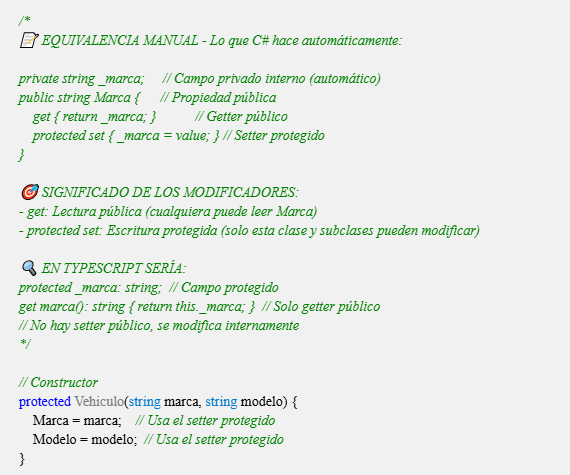 /*
📝 EQUIVALENCIA MANUAL - Lo que C# hace automáticamente:
private string _marca;     // Campo privado interno (automático)
public string Marca {      // Propiedad pública
    get { return _marca; }           // Getter público
    protected set { _marca = value; } // Setter protegido
}
🎯 SIGNIFICADO DE LOS MODIFICADORES:
- get: Lectura pública (cualquiera puede leer Marca)
- protected set: Escritura protegida (solo esta clase y subclases pueden modificar)
🔍 EN TYPESCRIPT SERÍA:
protected _marca: string;  // Campo protegido
get marca(): string { return this._marca; }  // Solo getter público
// No hay setter público, se modifica internamente
*/
// Constructor
protected Vehiculo(string marca, string modelo) {
    Marca = marca;    // Usa el setter protegido
    Modelo = modelo;  // Usa el setter protegido
}